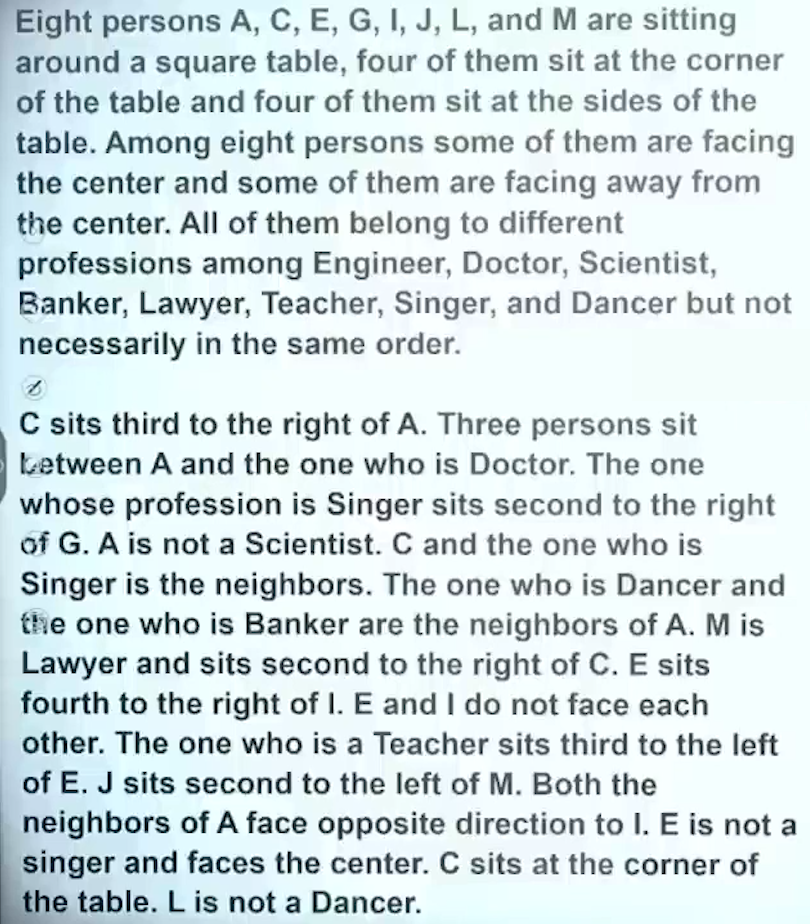 Eight persons A, C, E, G, I, J, L, and M are sitting
around a square table, four of them sit at the corner
of the table and four of them sit at the sides of the
table. Among eight persons some of them are facing
the center and some of them are facing away from
the center. All of them belong to different
professions among Engineer, Doctor, Scientist,
Banker, Lawyer, Teacher, Singer, and Dancer but not
necessarily in the same order.
C sits third to the right of A. Three persons sit
between A and the one who is Doctor. The one
whose profession is Singer sits second to the right
of G. A is not a Scientist. C and the one who is
Singer is the neighbors. The one who is Dancer and
the one who is Banker are the neighbors of A. M is
Lawyer and sits second to the right of C. E sits
fourth to the right of I. E and I do not face each
other. The one who is a Teacher sits third to the left
of E. J sits second to the left of M. Both the
neighbors of A face opposite direction to I. E is not a
singer and faces the center. C sits at the corner of
the table. L is not a Dancer.